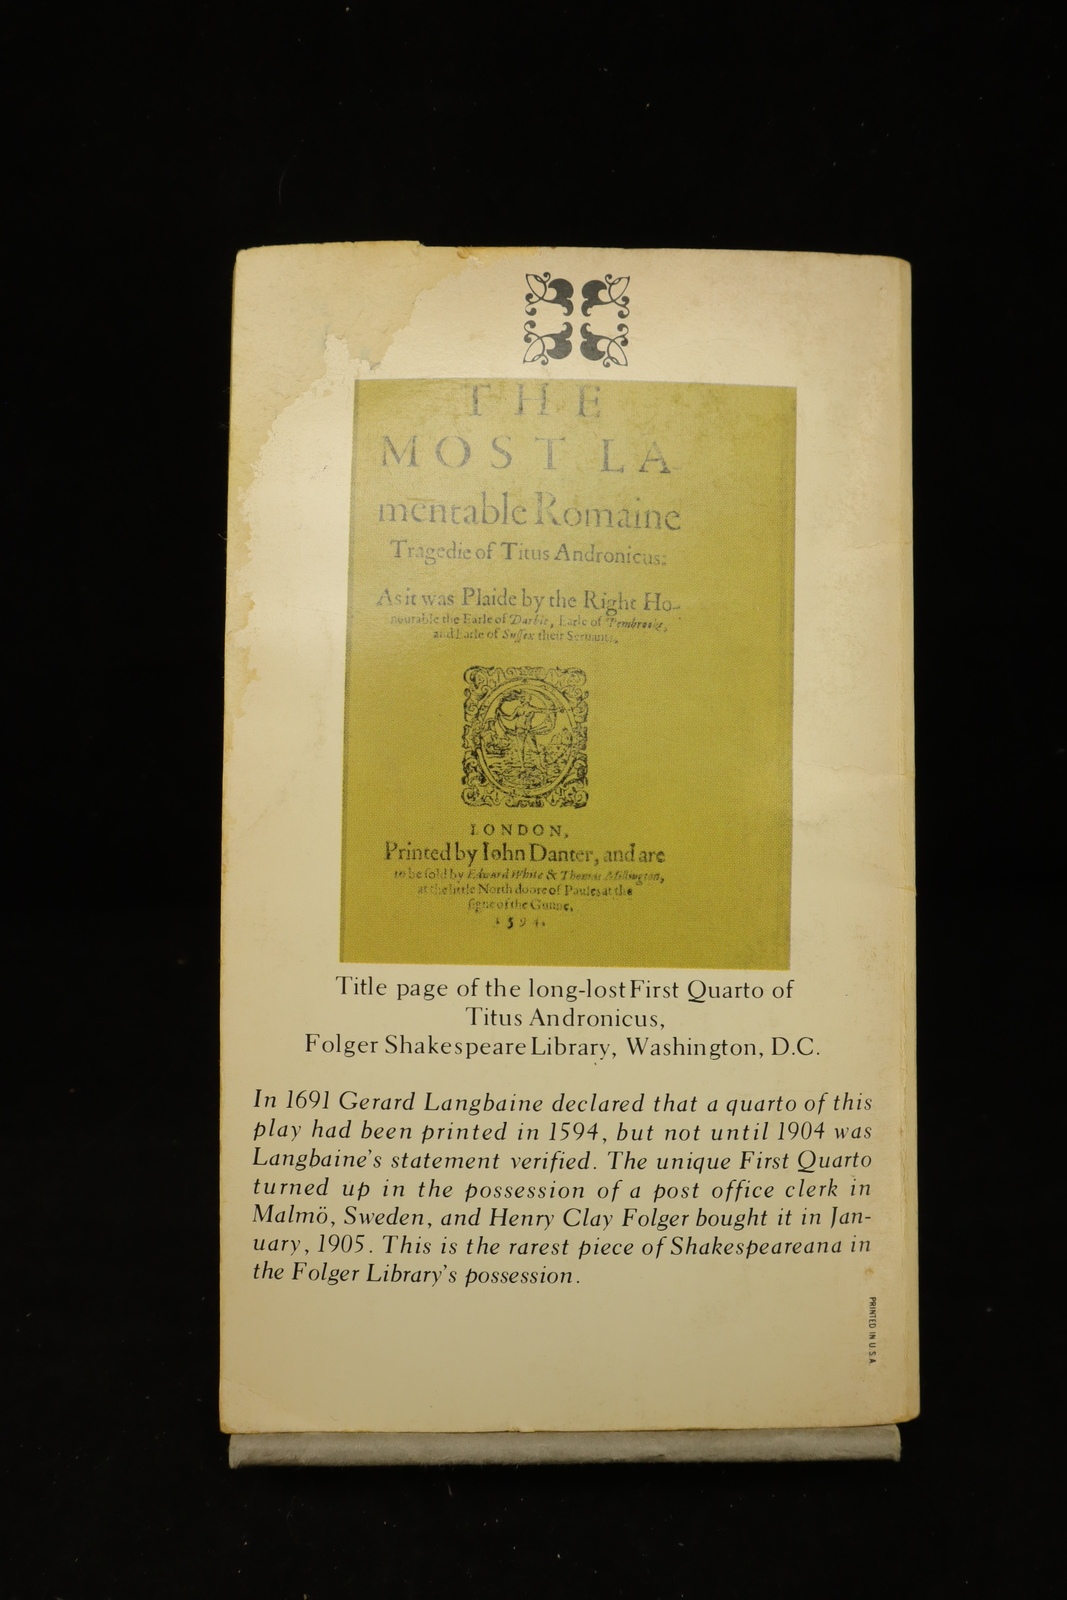 THE
MOST LA
mentable Romaine
Tragedie of Titus Andronicus:
As it was Plaide by the Right Ho-
nourable the Earle of Darbie, Earle of Pembrooke,
and Earle of Sussex their Seruants.
LONDON,
Printed by Iohn Danter, and are
to be sold by Edward White & Thomas Millington,
at the little North doore of Paules at the
signe of the Gunne.
1594.
Title page of the long-lost First Quarto of
Titus Andronicus,
Folger Shakespeare Library, Washington, D.C.
In 1691 Gerard Langbaine declared that a quarto of this
play had been printed in 1594, but not until 1904 was
Langbaine's statement verified. The unique First Quarto
turned up in the possession of a post office clerk in
Malmö, Sweden, and Henry Clay Folger bought it in Jan-
uary, 1905. This is the rarest piece of Shakespeareana in
the Folger Library's possession.
PRINTED IN U.S.A.